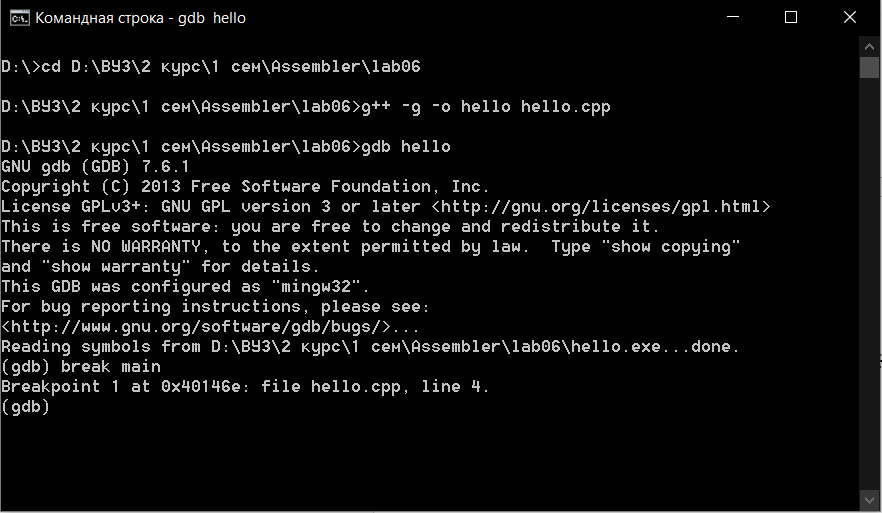 Командная строка - gdb hello
D:\>cd D:\ВУЗ\2 курс\1 сем\Assembler\lab06
D:\ВУЗ\2 курс\1 сем\Assembler\lab06>g++ -g -o hello hello.cpp
D:\ВУЗ\2 курс\1 сем\Assembler\lab06>gdb hello
GNU gdb (GDB) 7.6.1
Copyright (C) 2013 Free Software Foundation, Inc.
License GPLv3+: GNU GPL version 3 or later <http://gnu.org/licenses/gpl.html>
This is free software: you are free to change and redistribute it.
There is NO WARRANTY, to the extent permitted by law.  Type "show copying"
and "show warranty" for details.
This GDB was configured as "mingw32".
For bug reporting instructions, please see:
<http://www.gnu.org/software/gdb/bugs/>...
Reading symbols from D:\ВУЗ\2 курс\1 сем\Assembler\lab06\hello.exe...done.
(gdb) break main
Breakpoint 1 at 0x40146e: file hello.cpp, line 4.
(gdb)